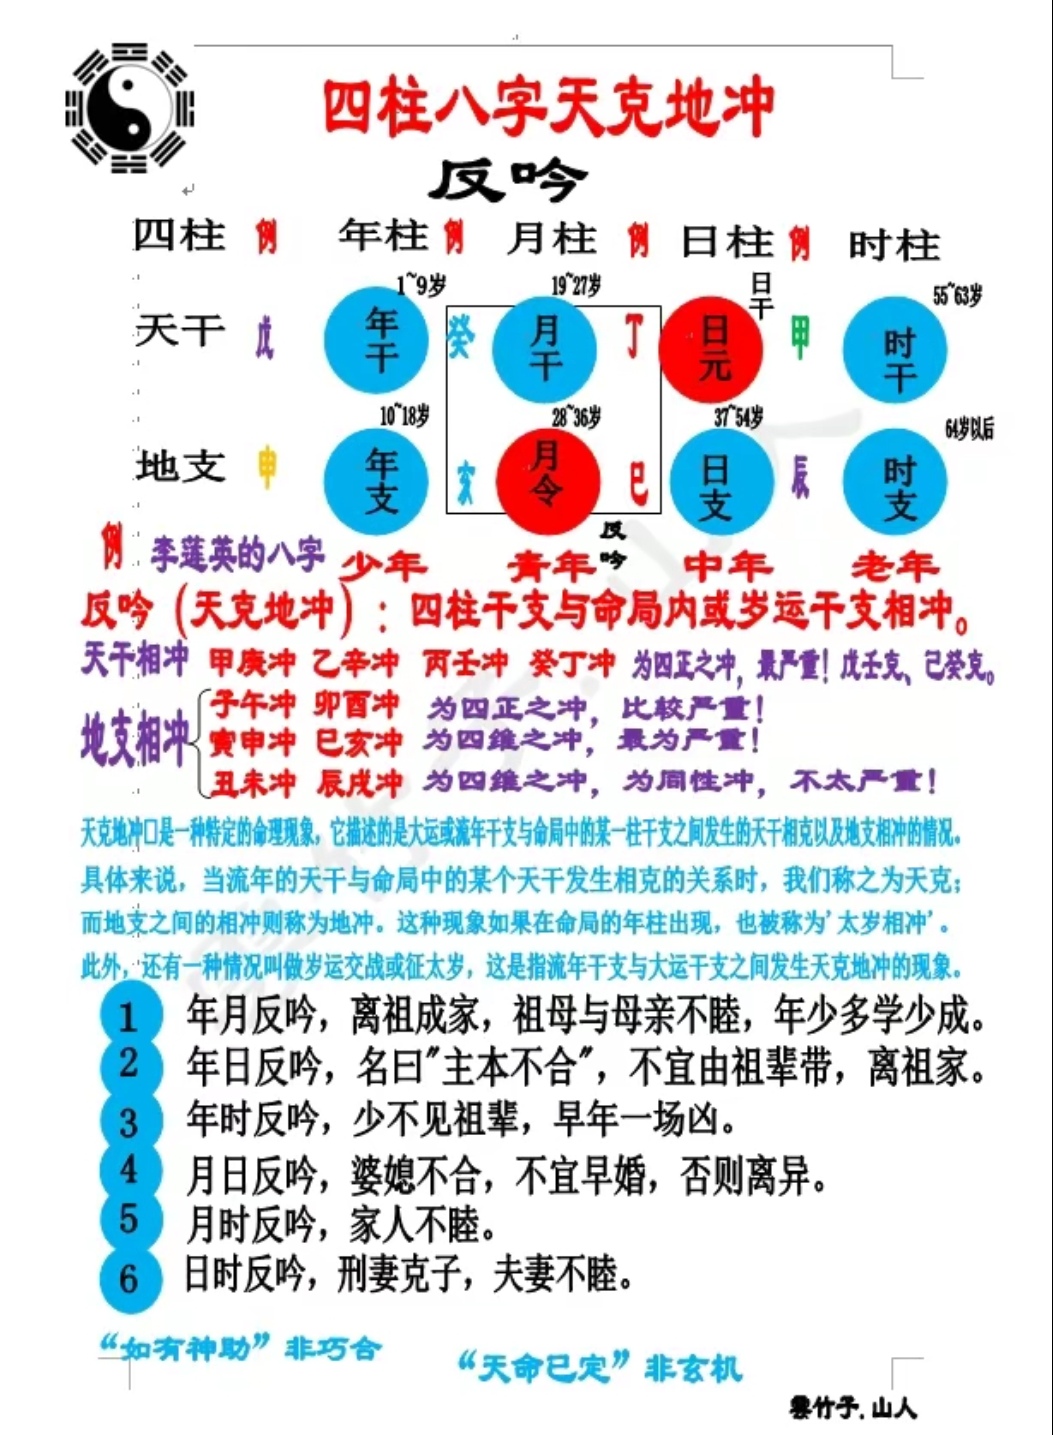 四柱八字天克地冲
反吟
四柱 例 年柱 例 月柱 例 日柱 例 时柱
1~9岁 19~27岁 日干 55~63岁
天干 戊 年干 癸 月干 丁 日元 甲 时干
10~18岁 28~36岁 37~54岁 64岁以后
地支 申 年支 亥 月令 巳 日支 辰 时支
反吟
例 李莲英的八字 少年 青年 中年 老年
反吟（天克地冲）：四柱干支与命局内或岁运干支相冲。
天干相冲 甲庚冲 乙辛冲 丙壬冲 癸丁冲 为四正之冲，最严重！戊壬克、己癸克。
地支相冲
子午冲 卯酉冲 为四正之冲，比较严重！
寅申冲 巳亥冲 为四维之冲，最为严重！
丑未冲 辰戌冲 为四维之冲，为同性冲，不太严重！
天克地冲□是一种特定的命理现象，它描述的是大运或流年干支与命局中的某一柱干支之间发生的天干相克以及地支相冲的情况。
具体来说，当流年的天干与命局中的某个天干发生相克的关系时，我们称之为天克；
而地支之间的相冲则称为地冲。这种现象如果在命局的年柱出现，也被称为'太岁相冲'。
此外，还有一种情况叫做岁运交战或征太岁，这是指流年干支与大运干支之间发生天克地冲的现象。
1 年月反吟，离祖成家，祖母与母亲不睦，年少多学少成。
2 年日反吟，名曰"主本不合"，不宜由祖辈带，离祖家。
3 年时反吟，少不见祖辈，早年一场凶。
4 月日反吟，婆媳不合，不宜早婚，否则离异。
5 月时反吟，家人不睦。
6 日时反吟，刑妻克子，夫妻不睦。
“如有神助”非巧合
“天命已定”非玄机
云竹子.山人